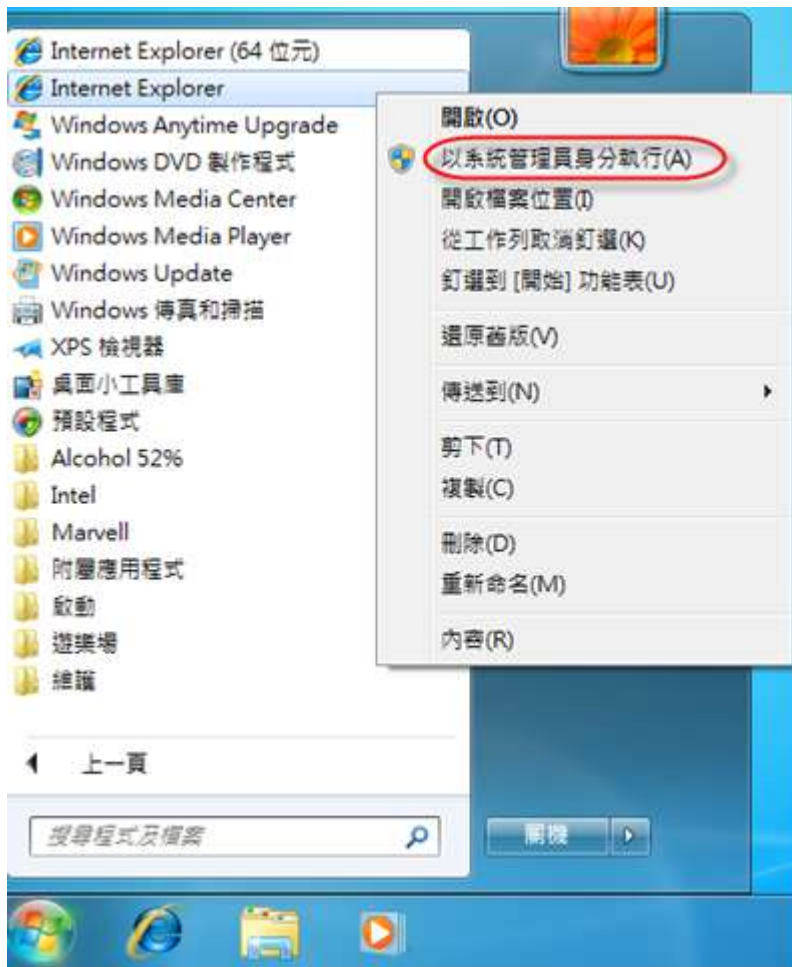 Internet Explorer (64 位元)
Internet Explorer
Windows Anytime Upgrade
Windows DVD 製作程式
Windows Media Center
Windows Media Player
Windows Update
Windows 傳真和掃描
XPS 檢視器
桌面小工具庫
預設程式
Alcohol 52%
Intel
Marvell
附屬應用程式
啟動
遊樂場
維護
上一頁
搜尋程式及檔案
關機
開啟(O)
以系統管理員身分執行(A)
開啟檔案位置(I)
從工作列取消釘選(K)
釘選到 [開始] 功能表(U)
還原舊版(V)
傳送到(N)
剪下(T)
複製(C)
刪除(D)
重新命名(M)
內容(R)